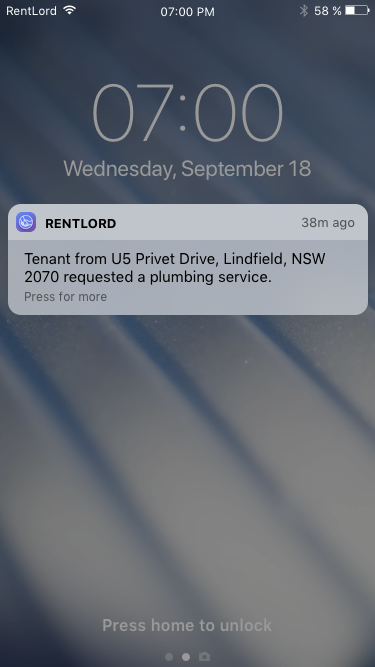 RentLord 07:00 PM 58 %
07:00
Wednesday, September 18
RENTLORD 38m ago
Tenant from U5 Privet Drive, Lindfield, NSW
2070 requested a plumbing service.
Press for more
Press home to unlock